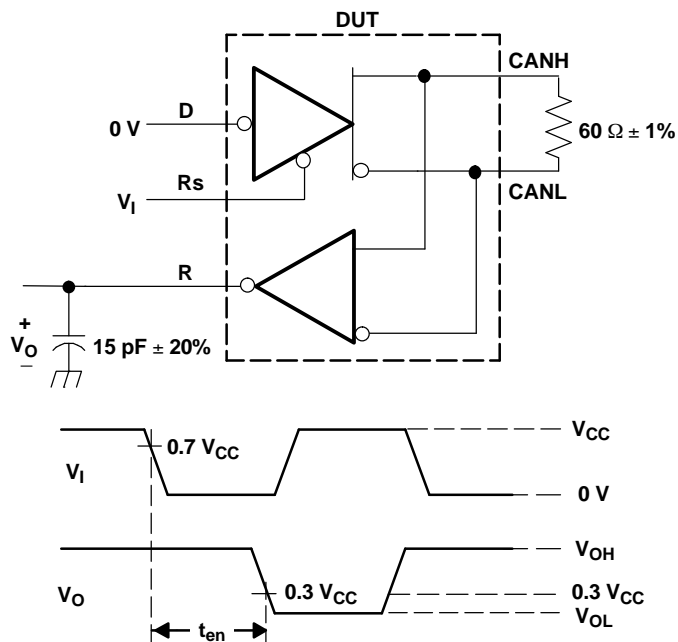 DUT
CANH
D
0 V
60 Ω ± 1%
Rs
V_I
CANL
R
+
V_O
–
15 pF ± 20%
V_CC
0.7 V_CC
V_I
0 V
V_OH
0.3 V_CC
0.3 V_CC
V_O
V_OL
t_en